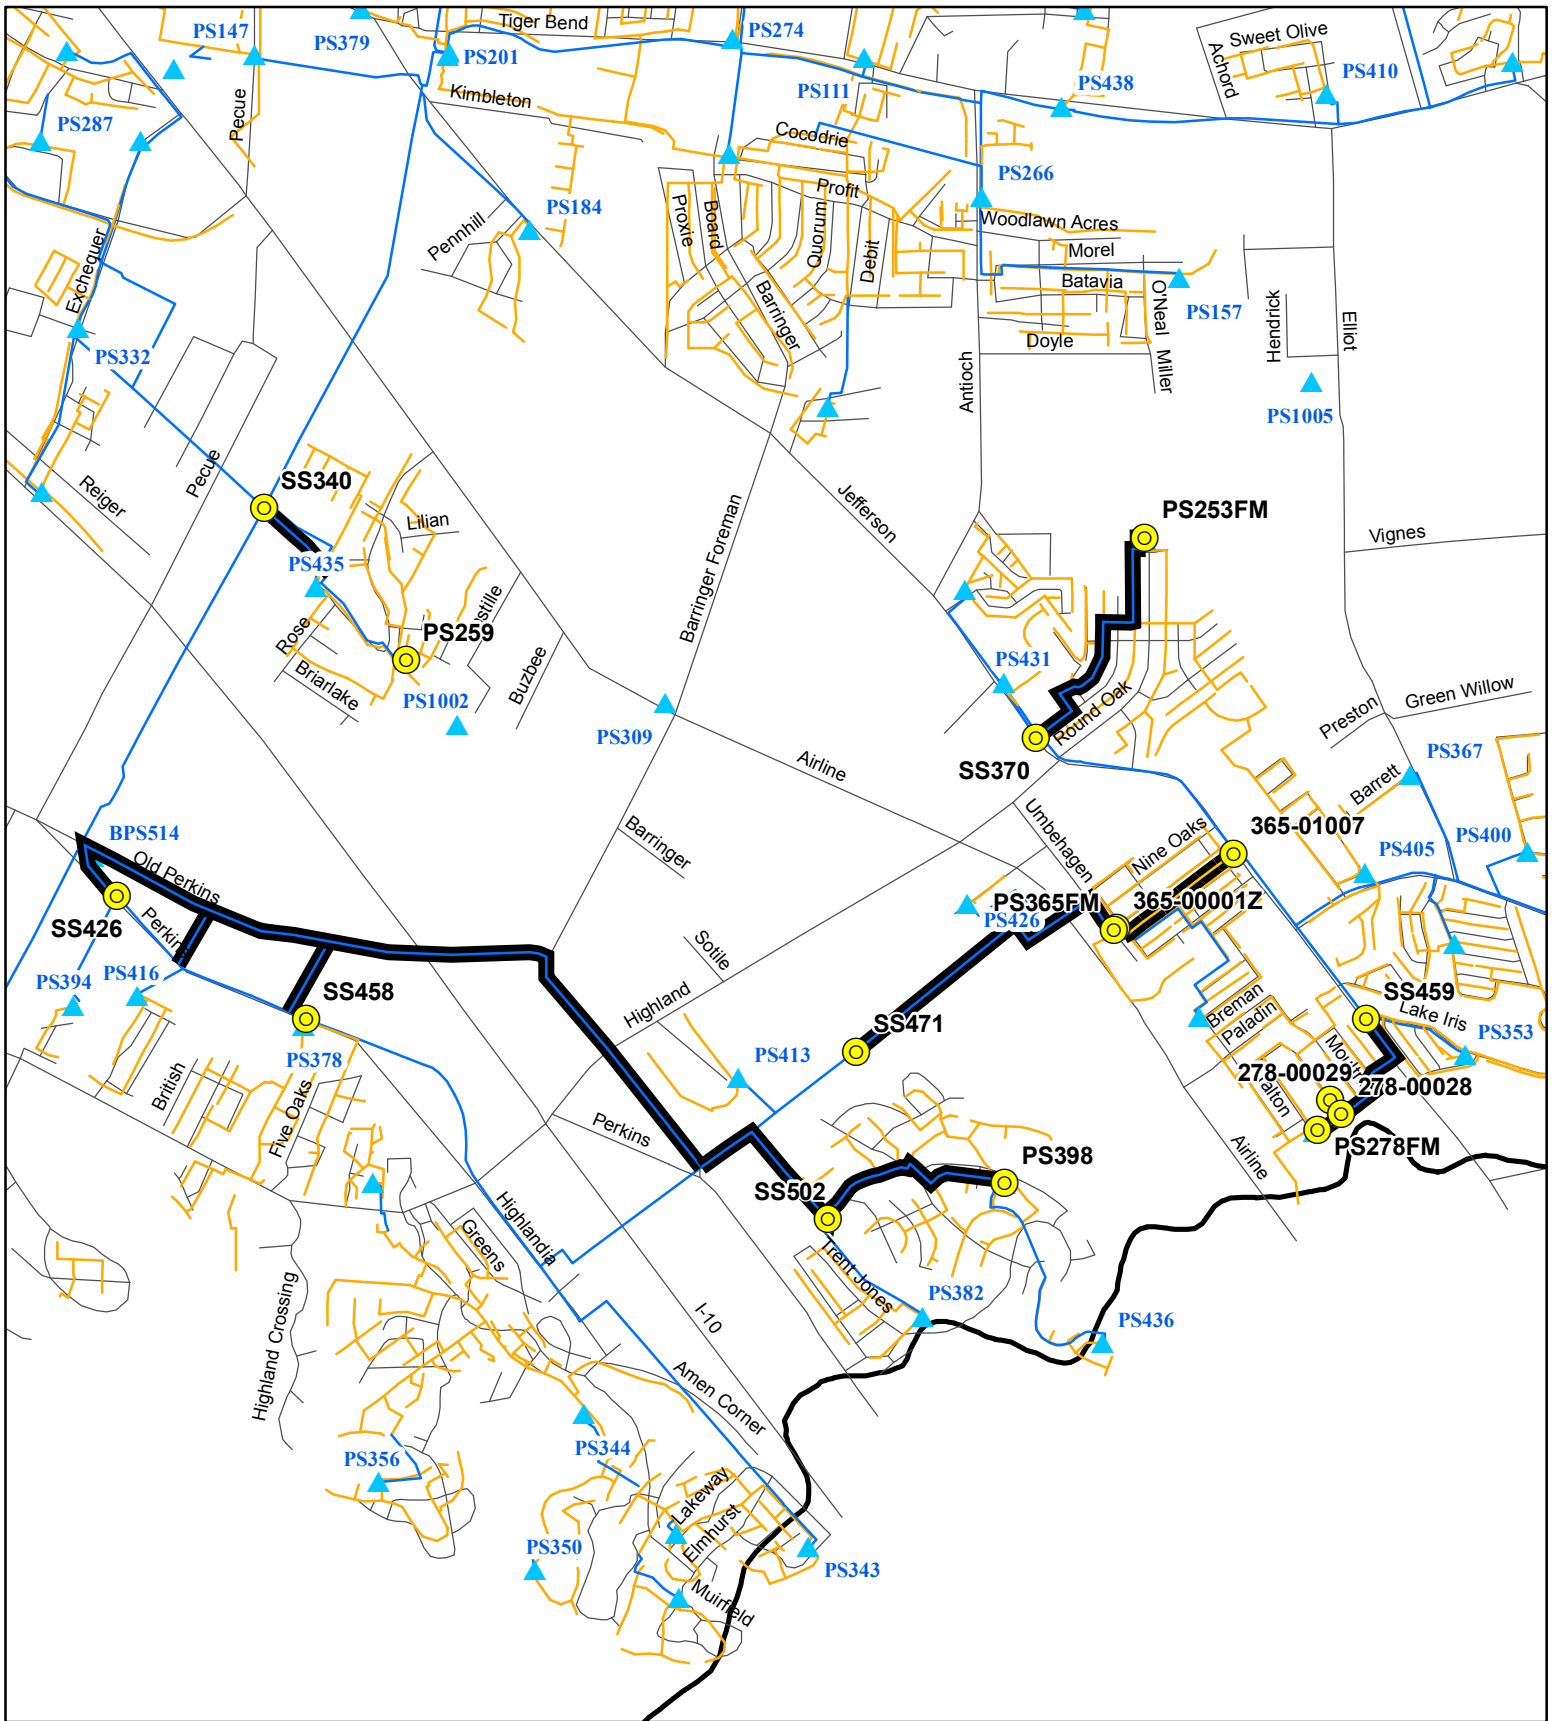 Tiger Bend
PS147
PS379
PS201
PS274
Sweet Olive
Achord
PS410
PS111
PS438
Kimbleton
Pecue
PS287
Cocodrie
PS266
Profit
PS184
Pennhill
Proxie
Board
Quorum
Debit
Woodlawn Acres
Morel
Batavia
O'Neal Miller
PS157
Exchequer
Barringer
Hendrick
Elliot
Doyle
PS332
Antioch
PS1005
Reiger
Pecue
SS340
Lilian
Jefferson
PS253FM
Barringer Foreman
Vignes
PS435
PS259
Rose
Briarlake
PS1002
Buzbee
PS309
PS431
Round Oak
Green Willow
Preston
SS370
Airline
PS367
Barrett
Umbehagen
Nine Oaks
365-01007
PS400
PS405
BPS514
Old Perkins
Barringer
PS365FM
365-00001Z
PS426
SS426
Sotile
PS394
PS416
SS458
Highland
SS471
Breman
Paladin
SS459
Lake Iris
PS353
PS378
PS413
278-00029
278-00028
British
Five Oaks
Perkins
PS398
Airline
PS278FM
SS502
Highlandia
Greens
Trent Jones
PS382
PS436
Highland Crossing
I-10
Amen Corner
PS344
PS356
Lakeway
Elmhurst
PS350
PS343
Muirfield